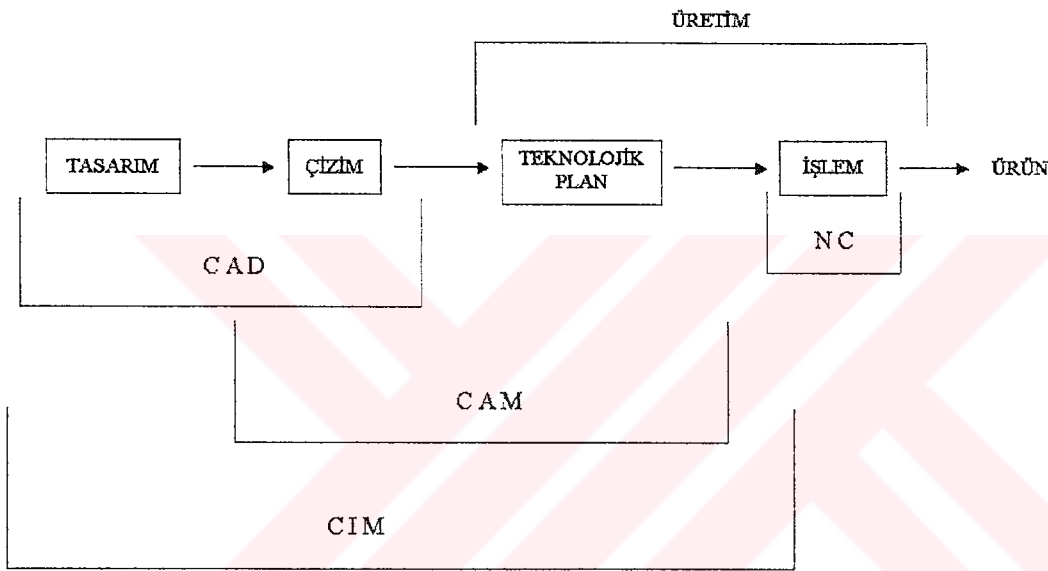 ÜRETİM
TASARIM
ÇİZİM
TEKNOLOJİK
PLAN
İŞLEM
ÜRÜN
NC
CAD
CAM
CIM